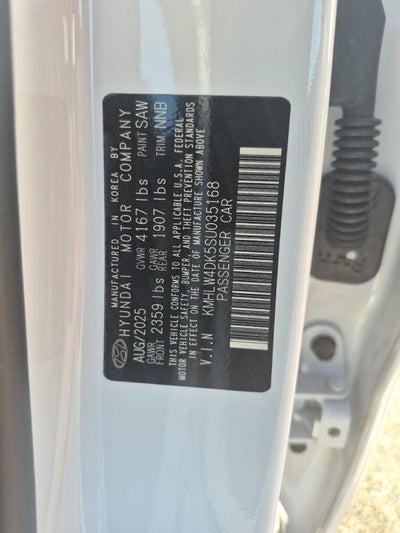 MANUFACTURED IN KOREA BY
HYUNDAI MOTOR COMPANY
AUG/2025 GVWR 4167 lbs PAINT SAW
GAWR FRONT 2359 lbs GAWR REAR 1907 lbs TRIM NNB
THIS VEHICLE CONFORMS TO ALL APPLICABLE U.S.A. FEDERAL
MOTOR VEHICLE SAFETY, BUMPER, AND THEFT PREVENTION STANDARDS
IN EFFECT ON THE DATE OF MANUFACTURE SHOWN ABOVE
V.I.N KMHLW4DK5SU035168
PASSENGER CAR